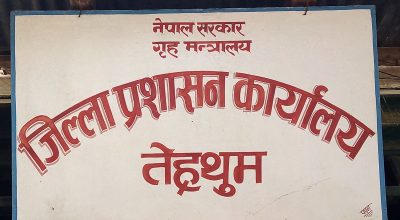 नेपाल सरकार
गृह मन्त्रालय
जिल्ला प्रशासन कार्यालय
तेह्रथुम